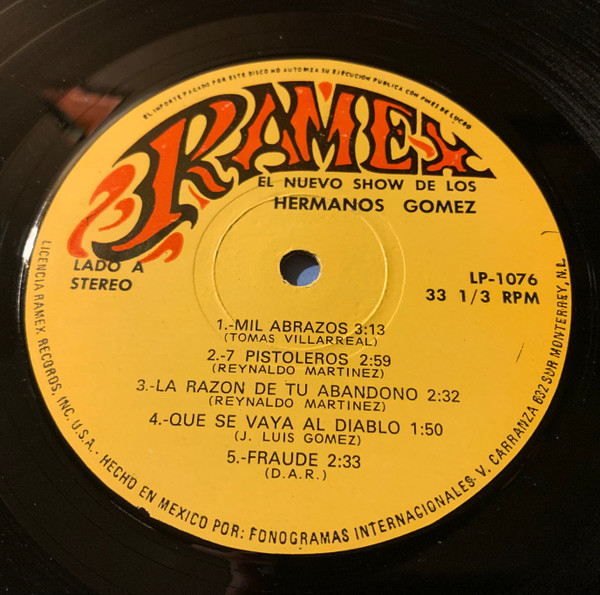 EL IMPORTE PAGADO POR ESTE DISCO NO AUTORIZA SU EJECUCION PUBLICA CON FINES DE LUCRO
RAMEX
EL NUEVO SHOW DE LOS
HERMANOS GOMEZ
LADO A
STEREO
LP-1076
33 1/3 RPM
1.-MIL ABRAZOS 3:13
(TOMAS VILLARREAL)
2.-7 PISTOLEROS 2:59
(REYNALDO MARTINEZ)
3.-LA RAZON DE TU ABANDONO 2:32
(REYNALDO MARTINEZ)
4.-QUE SE VAYA AL DIABLO 1:50
(J. LUIS GOMEZ)
5.-FRAUDE 2:33
(D.A.R.)
LICENCIA RAMEX RECORDS, INC. U.S.A.- HECHO EN MEXICO POR: FONOGRAMAS INTERNACIONALES- V. CARRANZA 632 SUR MONTERREY, N.L.